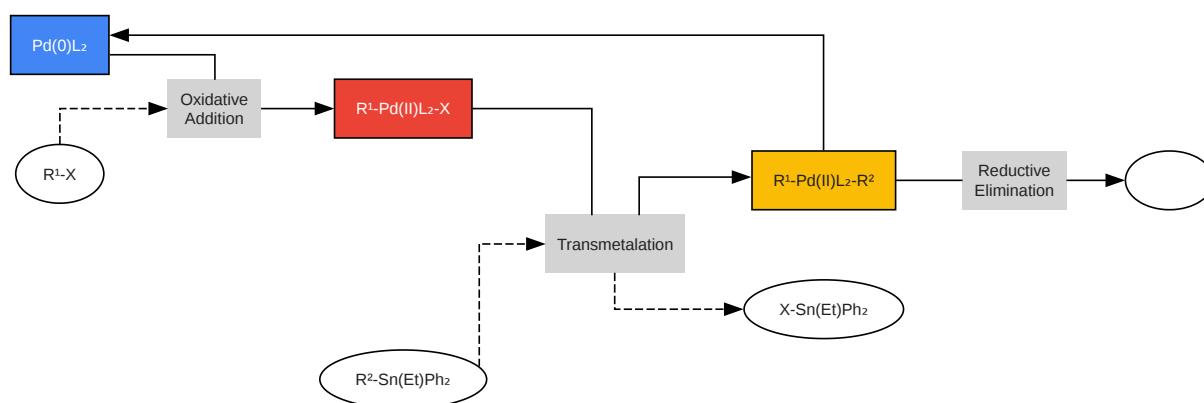 Pd(0)L₂
Oxidative
Addition
R¹-Pd(II)L₂-X
R¹-X
R¹-Pd(II)L₂-R²
Reductive
Elimination
Transmetalation
X-Sn(Et)Ph₂
R²-Sn(Et)Ph₂